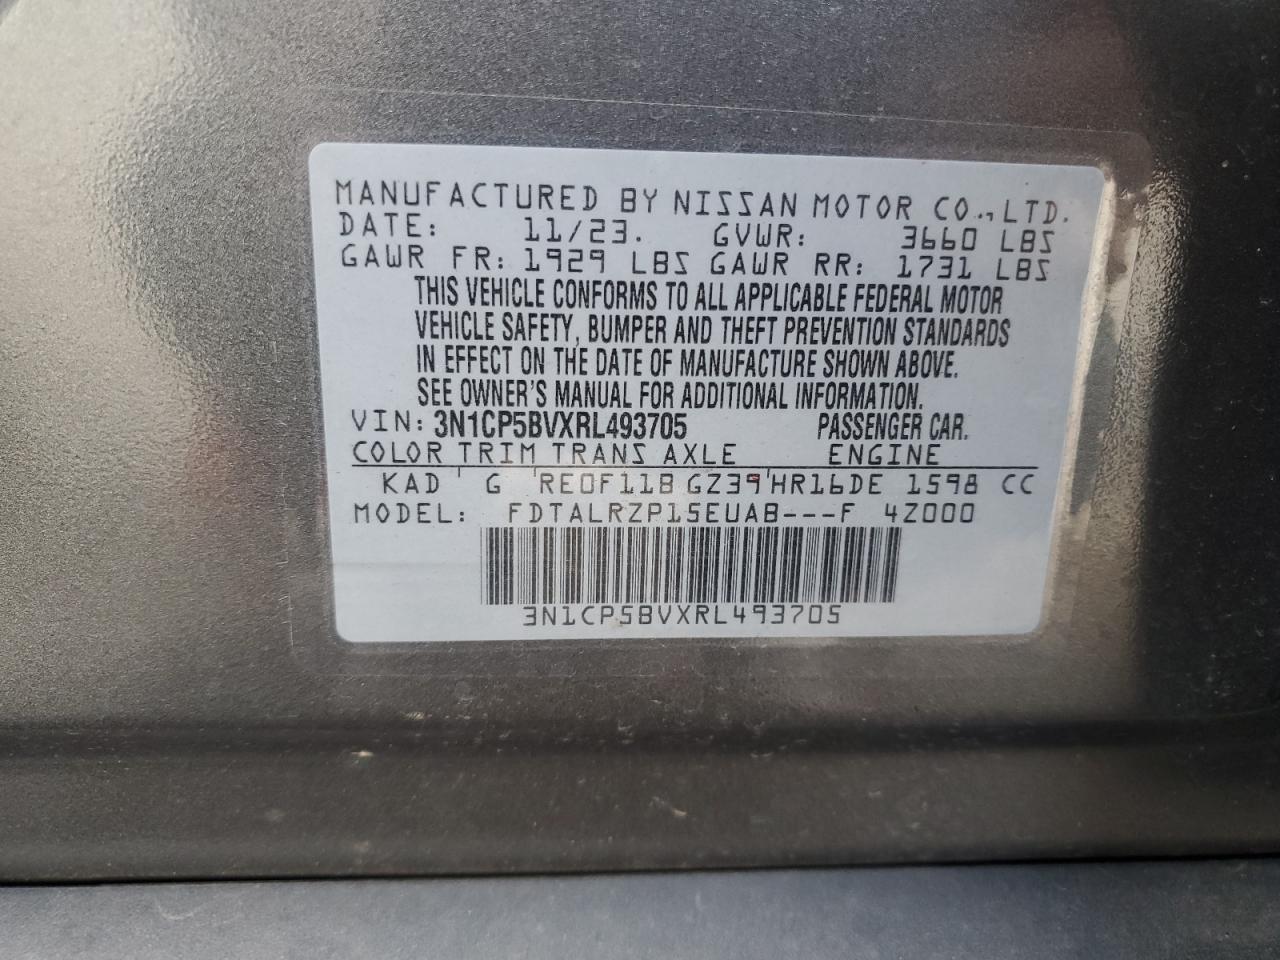 MANUFACTURED BY NISSAN MOTOR CO., LTD.
DATE: 11/23. GVWR: 3660 LBS
GAWR FR: 1929 LBS GAWR RR: 1731 LBS
THIS VEHICLE CONFORMS TO ALL APPLICABLE FEDERAL MOTOR
VEHICLE SAFETY, BUMPER AND THEFT PREVENTION STANDARDS
IN EFFECT ON THE DATE OF MANUFACTURE SHOWN ABOVE.
SEE OWNER'S MANUAL FOR ADDITIONAL INFORMATION.
VIN: 3N1CP5BVXRL493705 PASSENGER CAR.
COLOR TRIM TRANS AXLE ENGINE
KAD G RE0F11B GZ39 HR16DE 1598 CC
MODEL: FDTALRZP15EUAB---F 4Z000
3N1CP5BVXRL493705